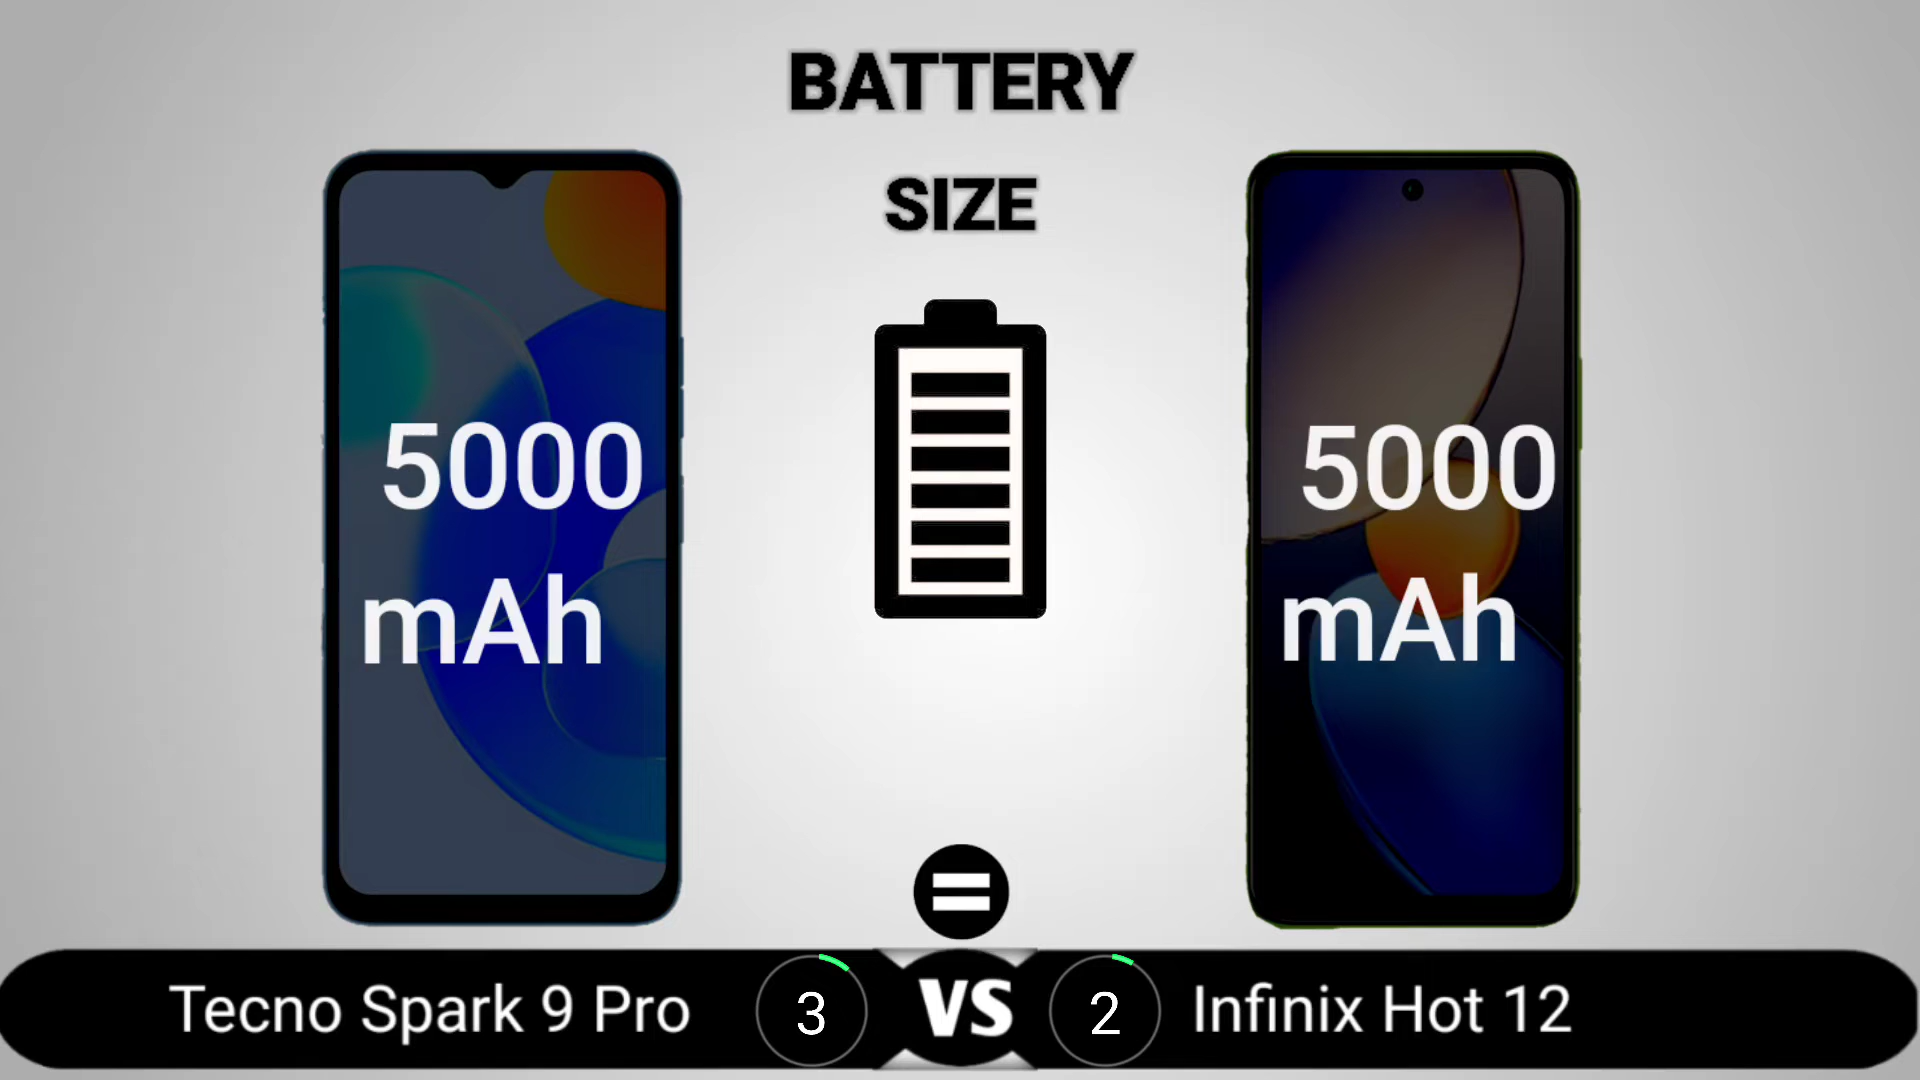 BATTERY
SIZE
5000
mAh
5000
mAh
Tecno Spark 9 Pro
3
VS
2
Infinix Hot 12